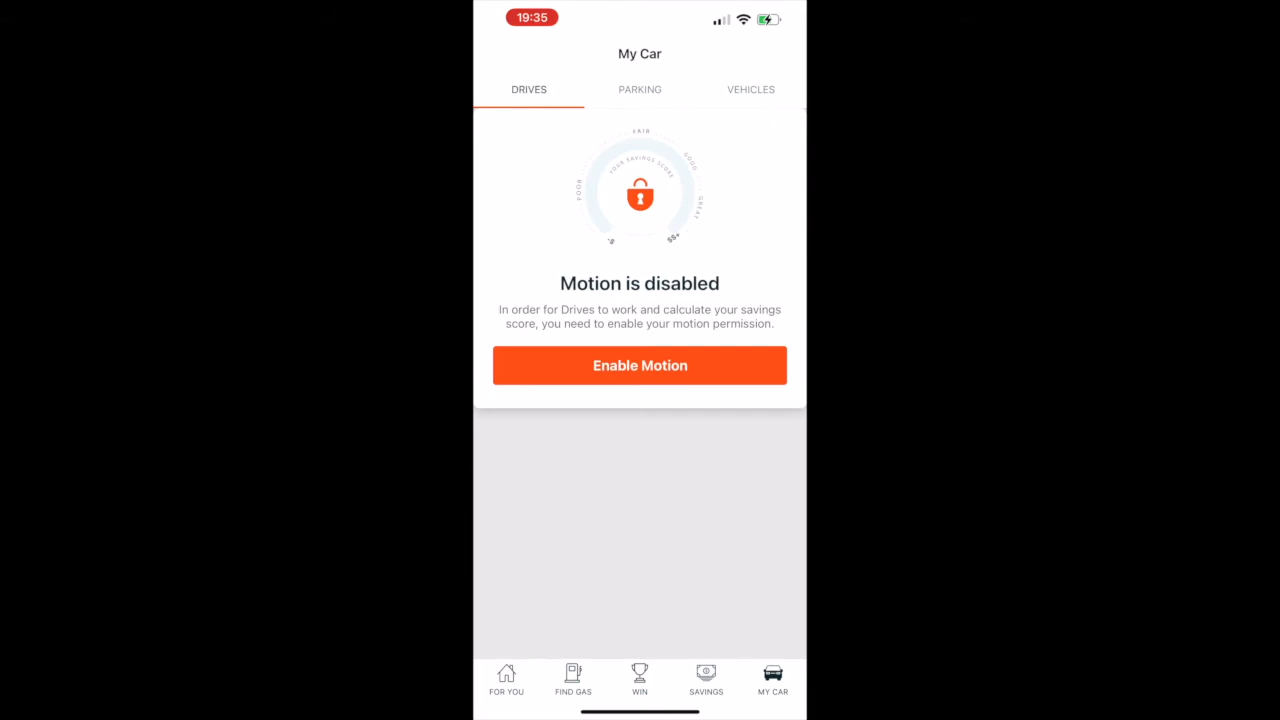 19:35
My Car
DRIVES
PARKING
VEHICLES
FAIR
YOUR SAVINGS SCORE
POOR
GOOD
GREAT
$$+
Motion is disabled
In order for Drives to work and calculate your savings
score, you need to enable your motion permission.
Enable Motion
FOR YOU
FIND GAS
WIN
SAVINGS
MY CAR